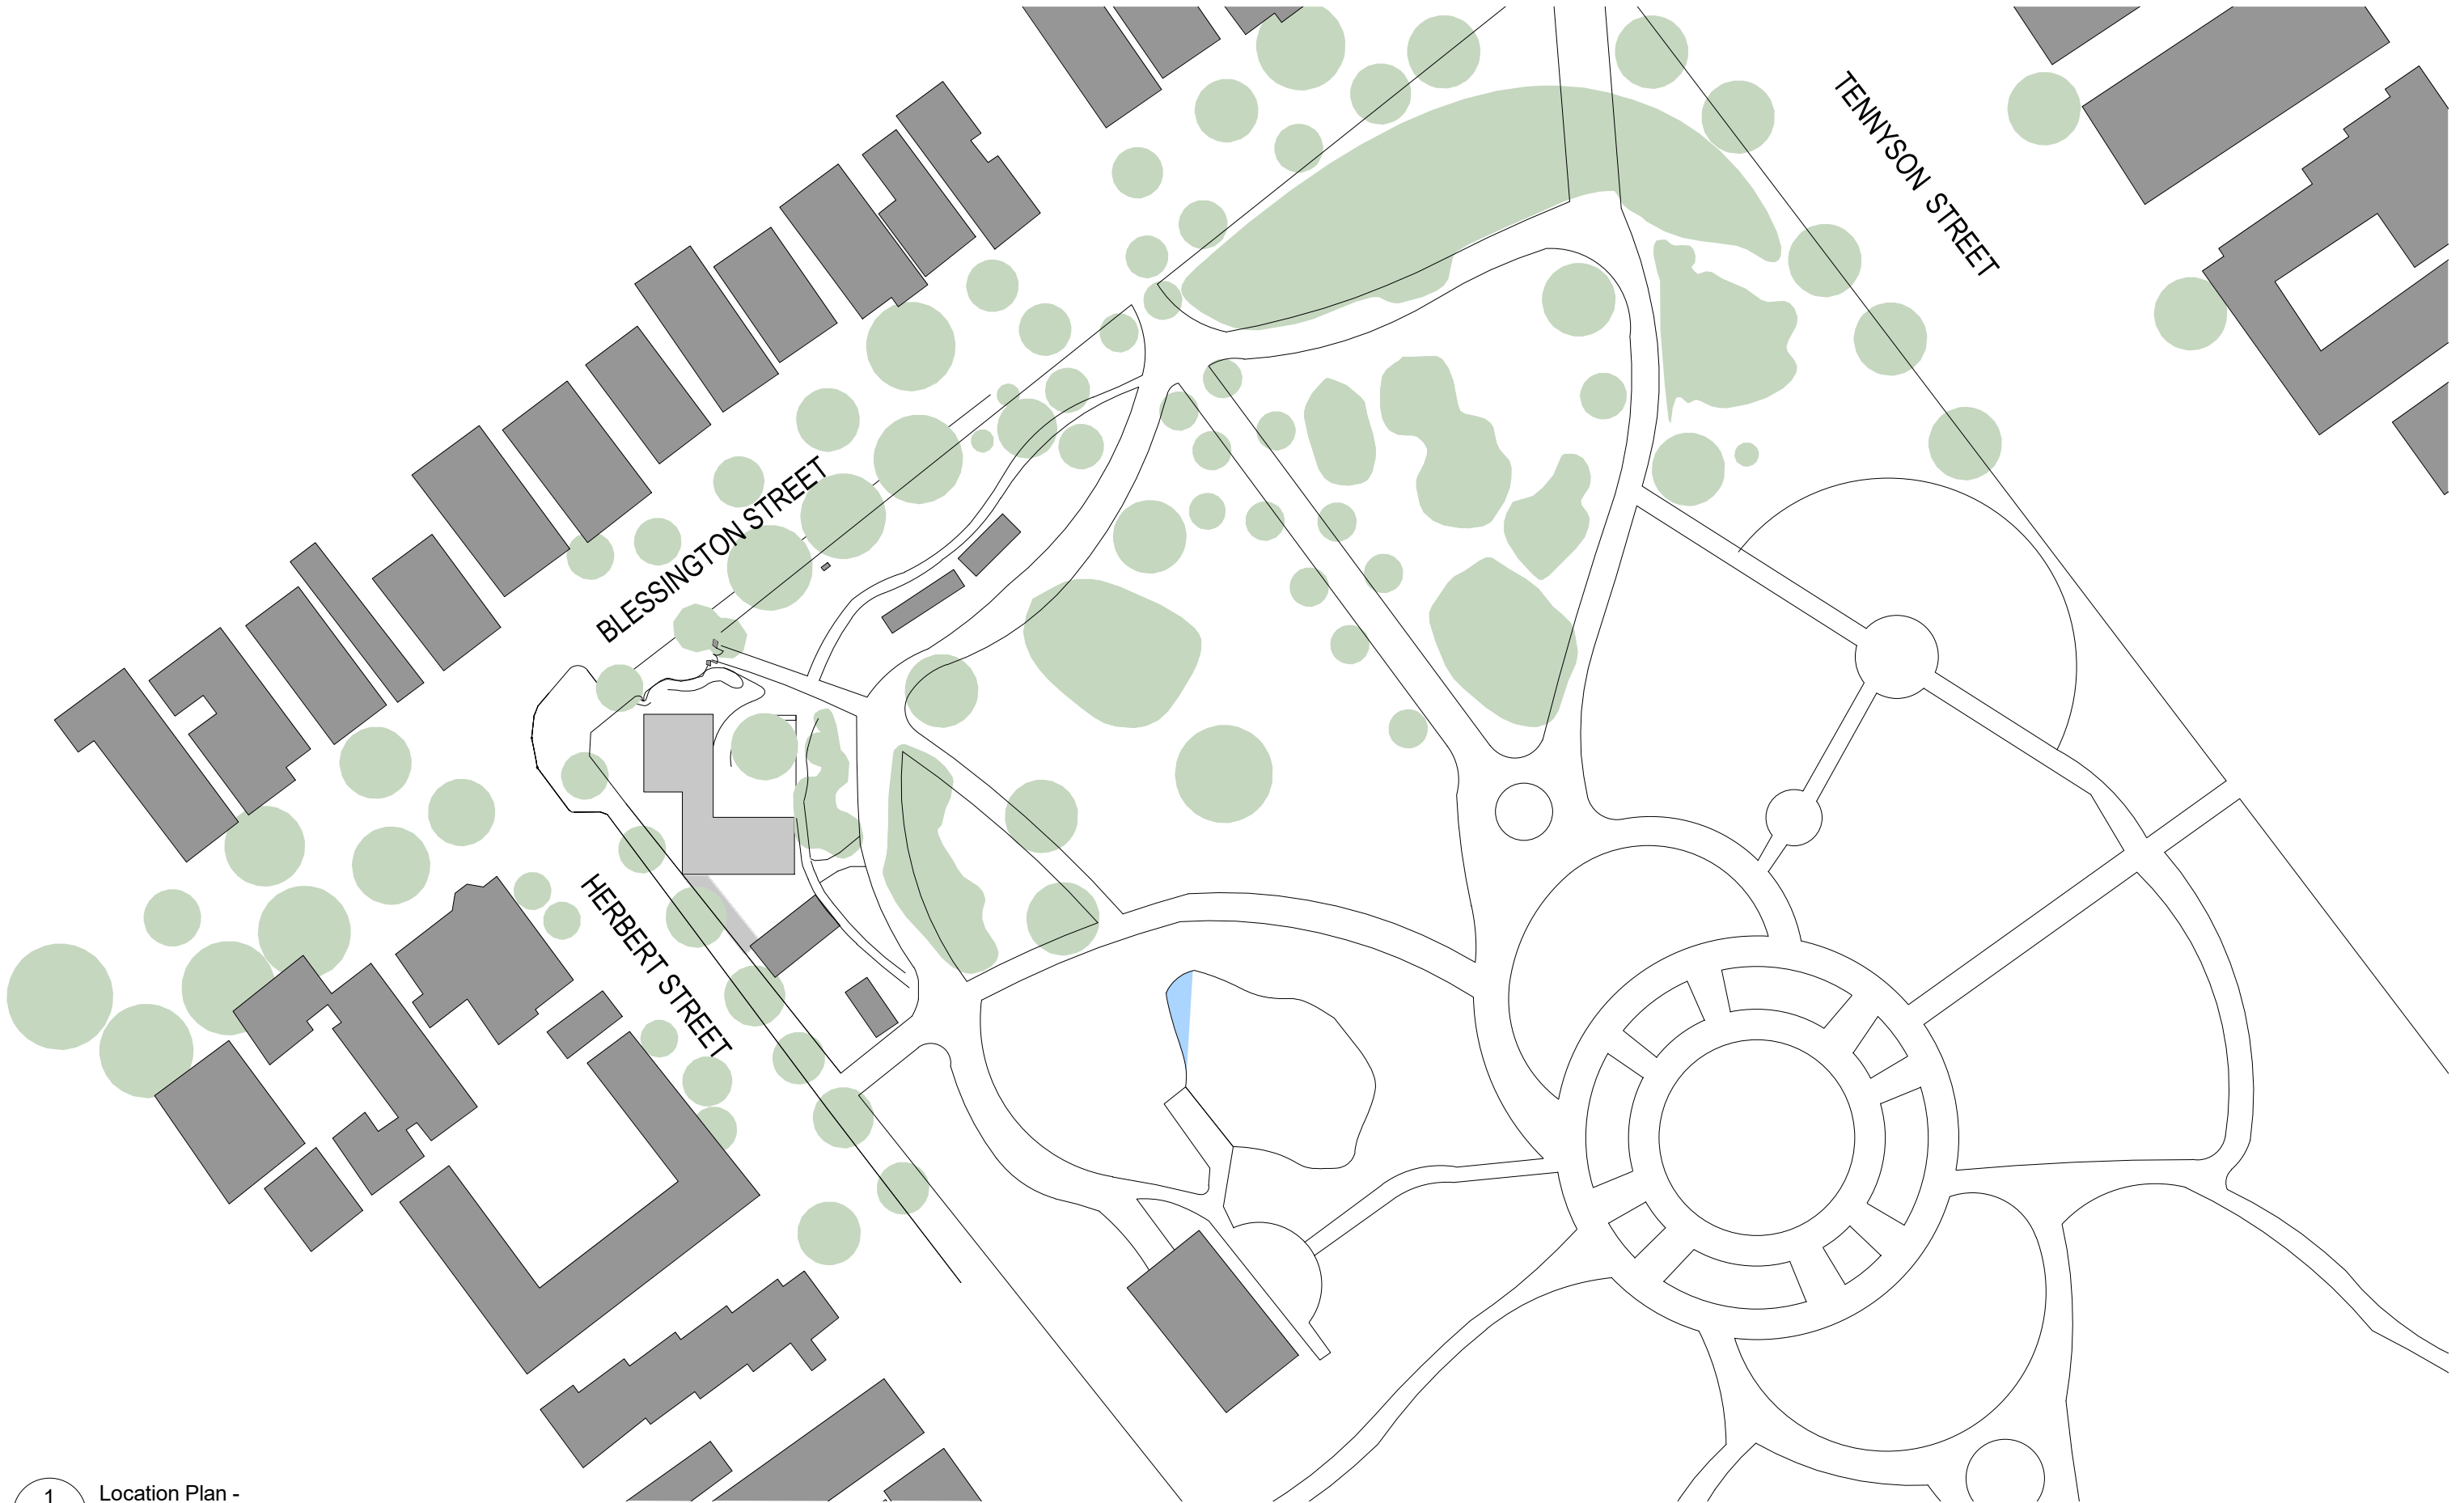 TENNYSON STREET
BLESSINGTON STREET
HERBERT STREET
1
Location Plan -